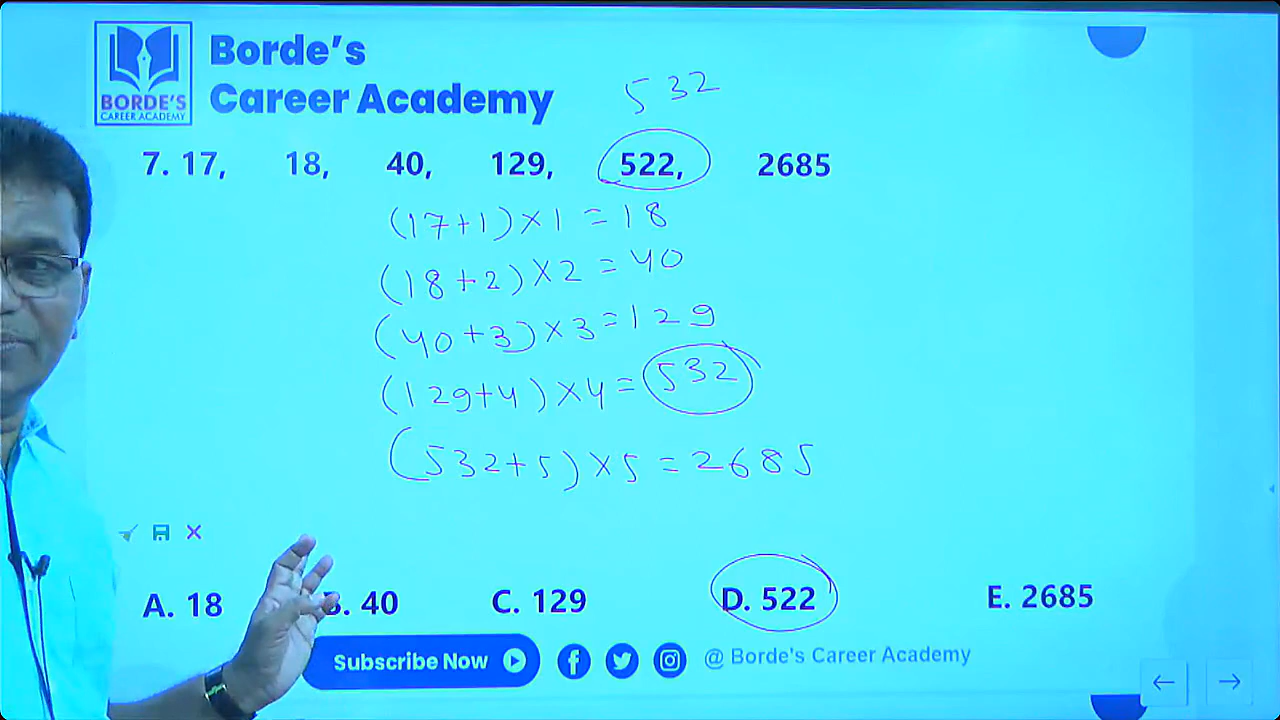 Borde's
Career Academy
BORDE'S
CAREER ACADEMY
532
7. 17, 18, 40, 129, 522, 2685
(17+1)×1=18
(18+2)×2=40
(40+3)×3=129
(129+4)×4=532
(532+5)×5=2685
A. 18 B. 40 C. 129 D. 522 E. 2685
Subscribe Now @ Borde's Career Academy